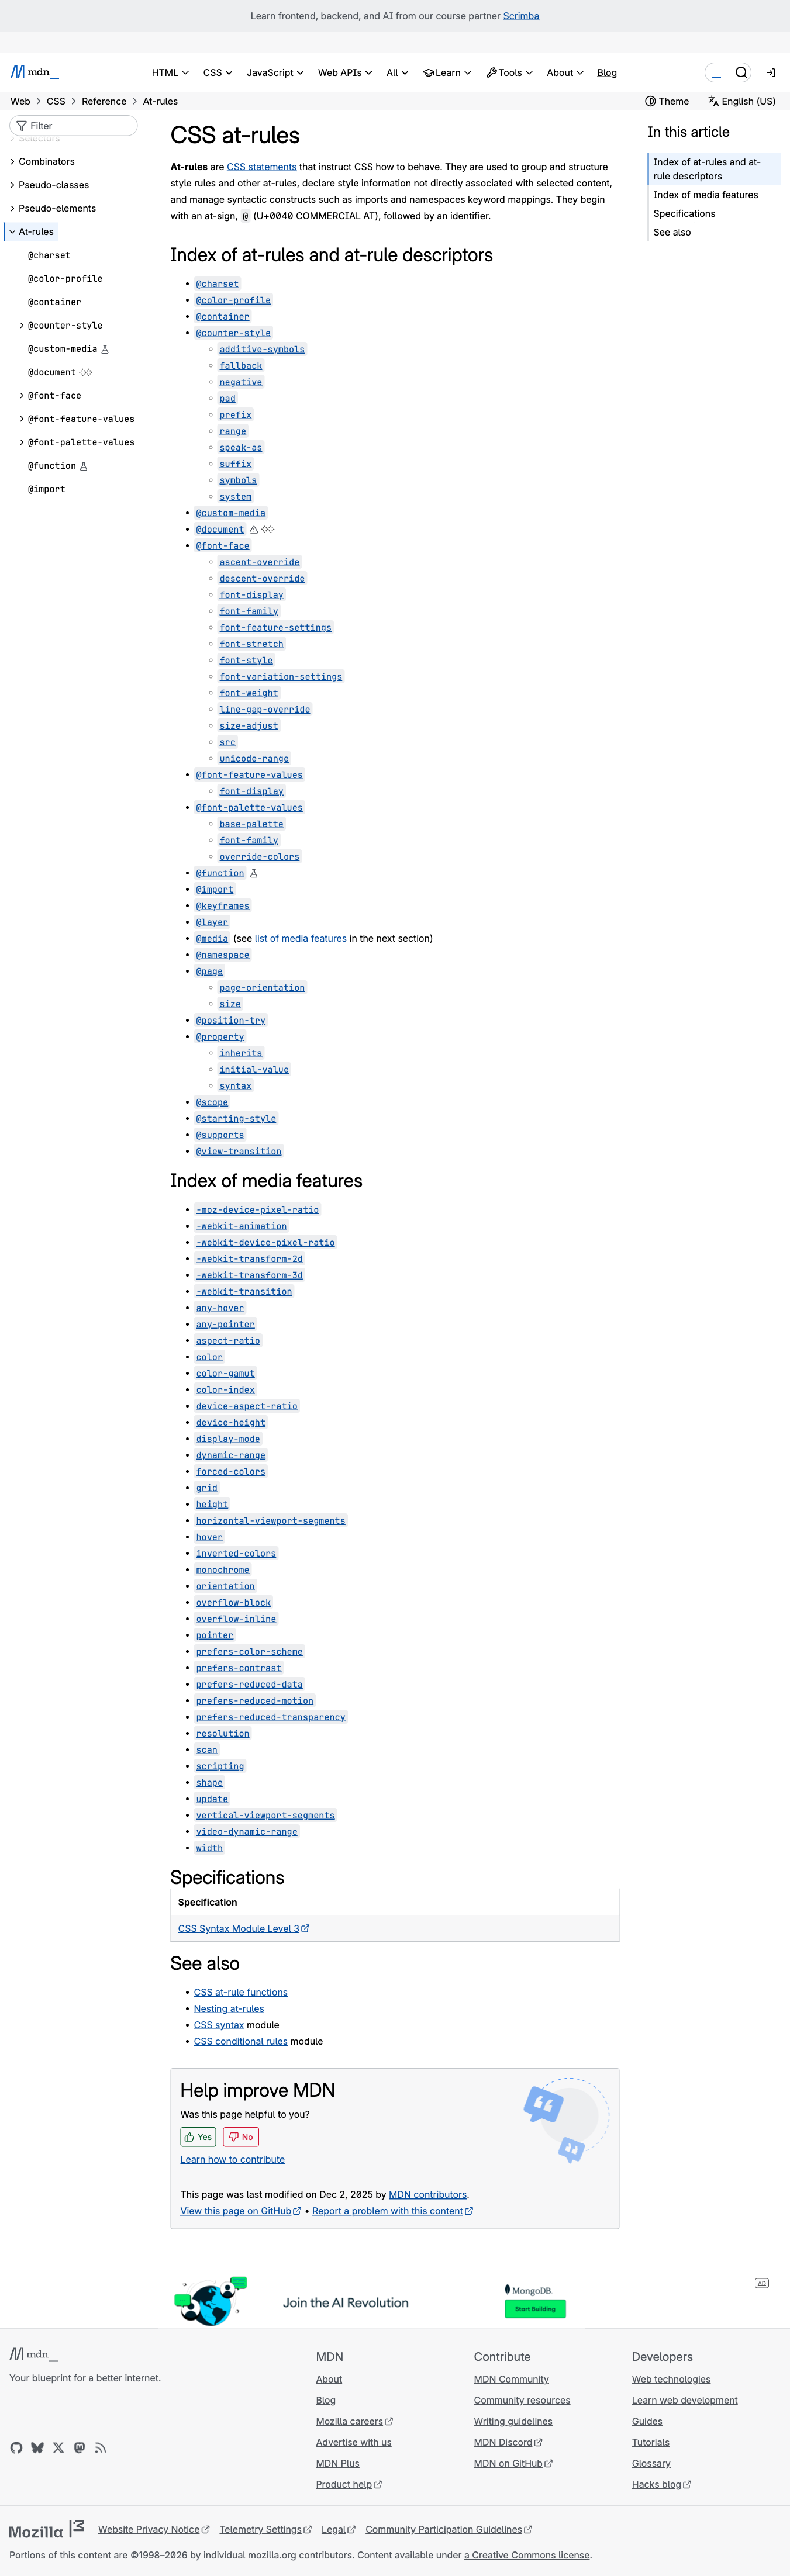 Learn frontend, backend, and AI from our course partner Scrimba
mdn_
HTML CSS JavaScript Web APIs All Learn Tools About Blog
Web > CSS > Reference > At-rules
Theme English (US)
Filter
Selectors
Combinators
Pseudo-classes
Pseudo-elements
At-rules
@charset
@color-profile
@container
@counter-style
@custom-media
@document
@font-face
@font-feature-values
@font-palette-values
@function
@import
CSS at-rules
At-rules are CSS statements that instruct CSS how to behave. They are used to group and structure
style rules and other at-rules, declare style information not directly associated with selected content,
and manage syntactic constructs such as imports and namespaces keyword mappings. They begin
with an at-sign, @ (U+0040 COMMERCIAL AT), followed by an identifier.
Index of at-rules and at-rule descriptors
@charset
@color-profile
@container
@counter-style
additive-symbols
fallback
negative
pad
prefix
range
speak-as
suffix
symbols
system
@custom-media
@document
@font-face
ascent-override
descent-override
font-display
font-family
font-feature-settings
font-stretch
font-style
font-variation-settings
font-weight
line-gap-override
size-adjust
src
unicode-range
@font-feature-values
font-display
@font-palette-values
base-palette
font-family
override-colors
@function
@import
@keyframes
@layer
@media (see list of media features in the next section)
@namespace
@page
page-orientation
size
@position-try
@property
inherits
initial-value
syntax
@scope
@starting-style
@supports
@view-transition
Index of media features
-moz-device-pixel-ratio
-webkit-animation
-webkit-device-pixel-ratio
-webkit-transform-2d
-webkit-transform-3d
-webkit-transition
any-hover
any-pointer
aspect-ratio
color
color-gamut
color-index
device-aspect-ratio
device-height
display-mode
dynamic-range
forced-colors
grid
height
horizontal-viewport-segments
hover
inverted-colors
monochrome
orientation
overflow-block
overflow-inline
pointer
prefers-color-scheme
prefers-contrast
prefers-reduced-data
prefers-reduced-motion
prefers-reduced-transparency
resolution
scan
scripting
shape
update
vertical-viewport-segments
video-dynamic-range
width
Specifications
Specification
CSS Syntax Module Level 3
See also
CSS at-rule functions
Nesting at-rules
CSS syntax module
CSS conditional rules module
Help improve MDN
Was this page helpful to you?
Yes No
Learn how to contribute
This page was last modified on Dec 2, 2025 by MDN contributors.
View this page on GitHub • Report a problem with this content
In this article
Index of at-rules and at-
rule descriptors
Index of media features
Specifications
See also
Join the AI Revolution
MongoDB.
Start Building
AD
mdn_
Your blueprint for a better internet.
MDN
About
Blog
Mozilla careers
Advertise with us
MDN Plus
Product help
Contribute
MDN Community
Community resources
Writing guidelines
MDN Discord
MDN on GitHub
Developers
Web technologies
Learn web development
Guides
Tutorials
Glossary
Hacks blog
Mozilla
Website Privacy Notice Telemetry Settings Legal Community Participation Guidelines
Portions of this content are ©1998–2026 by individual mozilla.org contributors. Content available under a Creative Commons license.